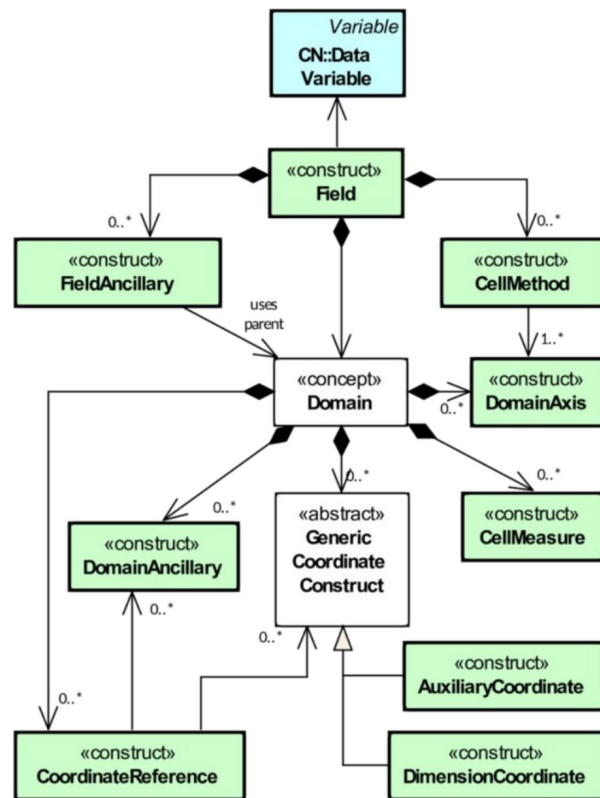 Variable
CN::Data
Variable
«construct»
Field
0..*
0..*
«construct»
FieldAncillary
«construct»
CellMethod
uses
parent
1..*
«concept»
Domain
0..*
«construct»
DomainAxis
0..*
0..*
0..*
«construct»
DomainAncillary
«abstract»
Generic
Coordinate
Construct
«construct»
CellMeasure
0..*
0..*
«construct»
AuxiliaryCoordinate
0..*
«construct»
CoordinateReference
«construct»
DimensionCoordinate